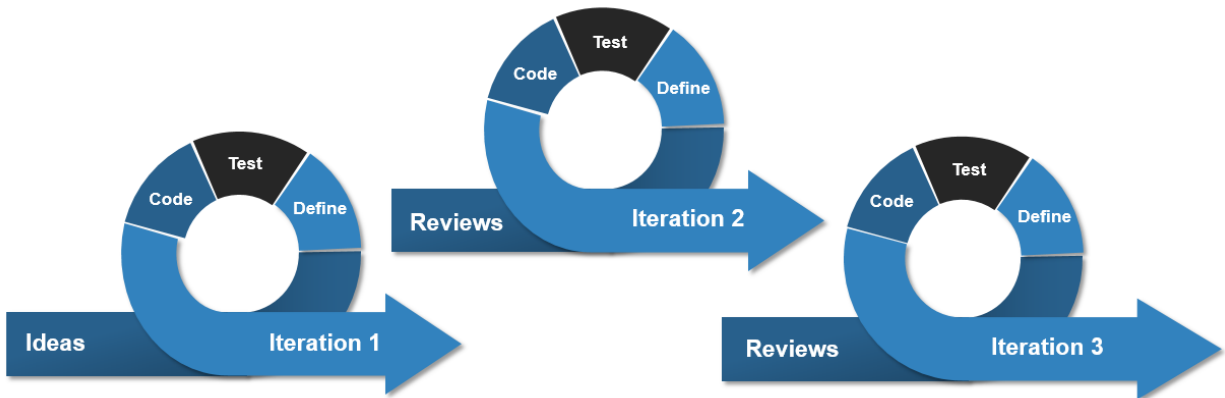 Test
Code
Define
Ideas
Iteration 1
Test
Code
Define
Reviews
Iteration 2
Test
Code
Define
Reviews
Iteration 3